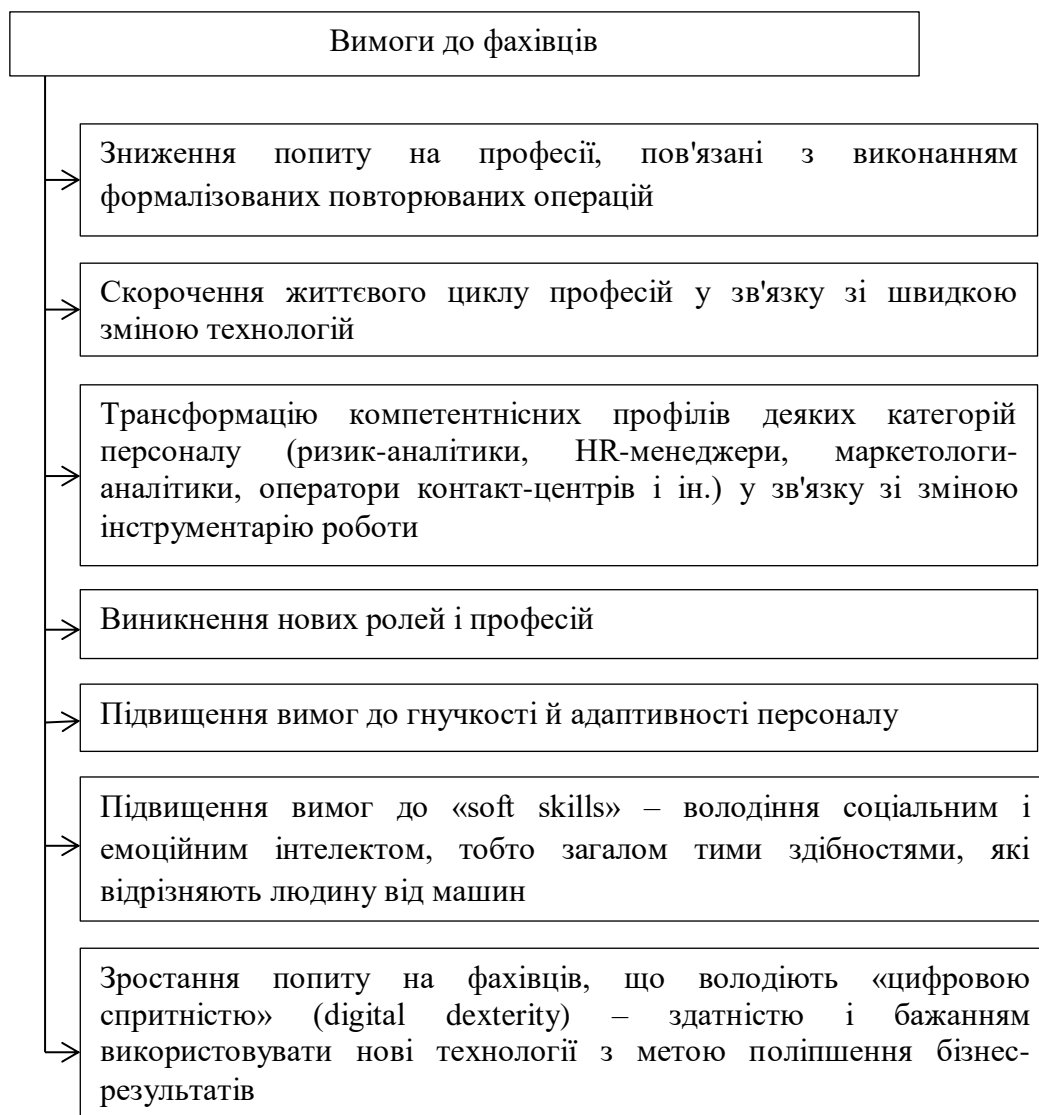 Вимоги до фахівців
Зниження попиту на професії, пов'язані з виконанням
формалізованих повторюваних операцій
Скорочення життєвого циклу професій у зв'язку зі швидкою
зміною технологій
Трансформацію компетентнісних профілів деяких категорій
персоналу (ризик-аналітики, HR-менеджери, маркетологи-
аналітики, оператори контакт-центрів і ін.) у зв'язку зі зміною
інструментарію роботи
Виникнення нових ролей і професій
Підвищення вимог до гнучкості й адаптивності персоналу
Підвищення вимог до «soft skills» – володіння соціальним і
емоційним інтелектом, тобто загалом тими здібностями, які
відрізняють людину від машин
Зростання попиту на фахівців, що володіють «цифровою
спритністю» (digital dexterity) – здатністю і бажанням
використовувати нові технології з метою поліпшення бізнес-
результатів